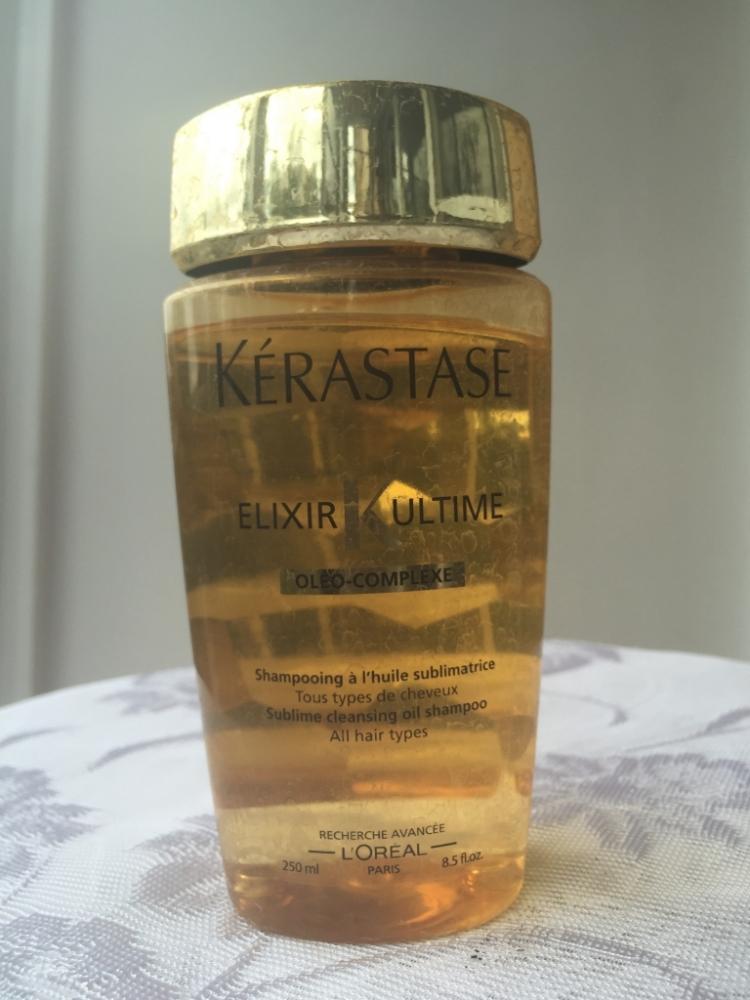 KÉRASTASE
ELIXIR K ULTIME
OLÉO-COMPLEXE
Shampooing à l'huile sublimatrice
Tous types de cheveux
Sublime cleansing oil shampoo
All hair types
RECHERCHE AVANCÉE
L'ORÉAL
250 ml PARIS 8.5 fl.oz.